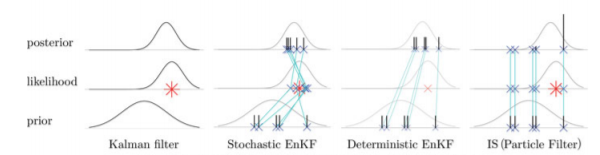 posterior
likelihood
prior
Kalman filter
Stochastic EnKF
Deterministic EnKF
IS (Particle Filter)